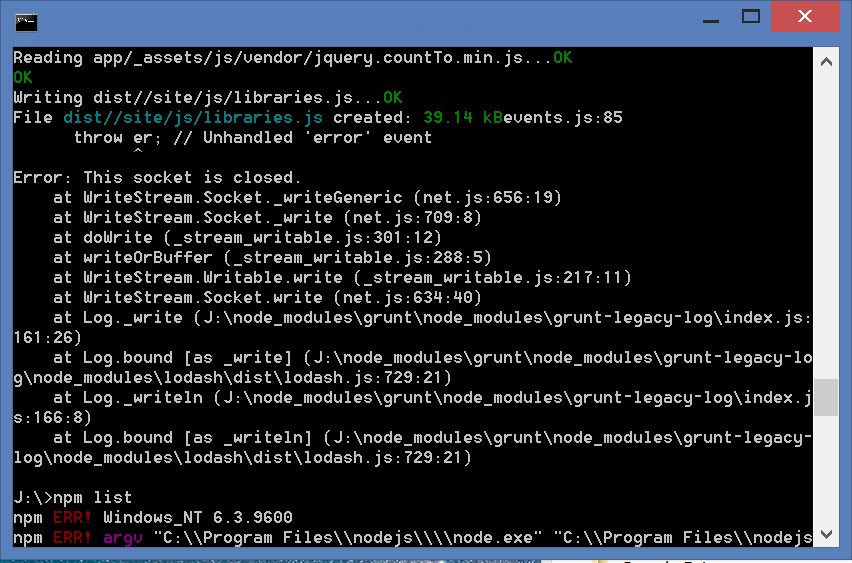 Reading app/_assets/js/vendor/jquery.countTo.min.js...OK
OK
Writing dist//site/js/libraries.js...OK
File dist//site/js/libraries.js created: 39.14 kBevents.js:85
      throw er; // Unhandled 'error' event
            ^
Error: This socket is closed.
    at WriteStream.Socket._writeGeneric (net.js:656:19)
    at WriteStream.Socket._write (net.js:709:8)
    at doWrite (_stream_writable.js:301:12)
    at writeOrBuffer (_stream_writable.js:288:5)
    at WriteStream.Writable.write (_stream_writable.js:217:11)
    at WriteStream.Socket.write (net.js:634:40)
    at Log._write (J:\node_modules\grunt\node_modules\grunt-legacy-log\index.js:
161:26)
    at Log.bound [as _write] (J:\node_modules\grunt\node_modules\grunt-legacy-lo
g\node_modules\lodash\dist\lodash.js:729:21)
    at Log._writeln (J:\node_modules\grunt\node_modules\grunt-legacy-log\index.j
s:166:8)
    at Log.bound [as _writeln] (J:\node_modules\grunt\node_modules\grunt-legacy-
log\node_modules\lodash\dist\lodash.js:729:21)
J:\>npm list
npm ERR! Windows_NT 6.3.9600
npm ERR! argv "C:\\Program Files\\nodejs\\\\node.exe" "C:\\Program Files\\nodejs